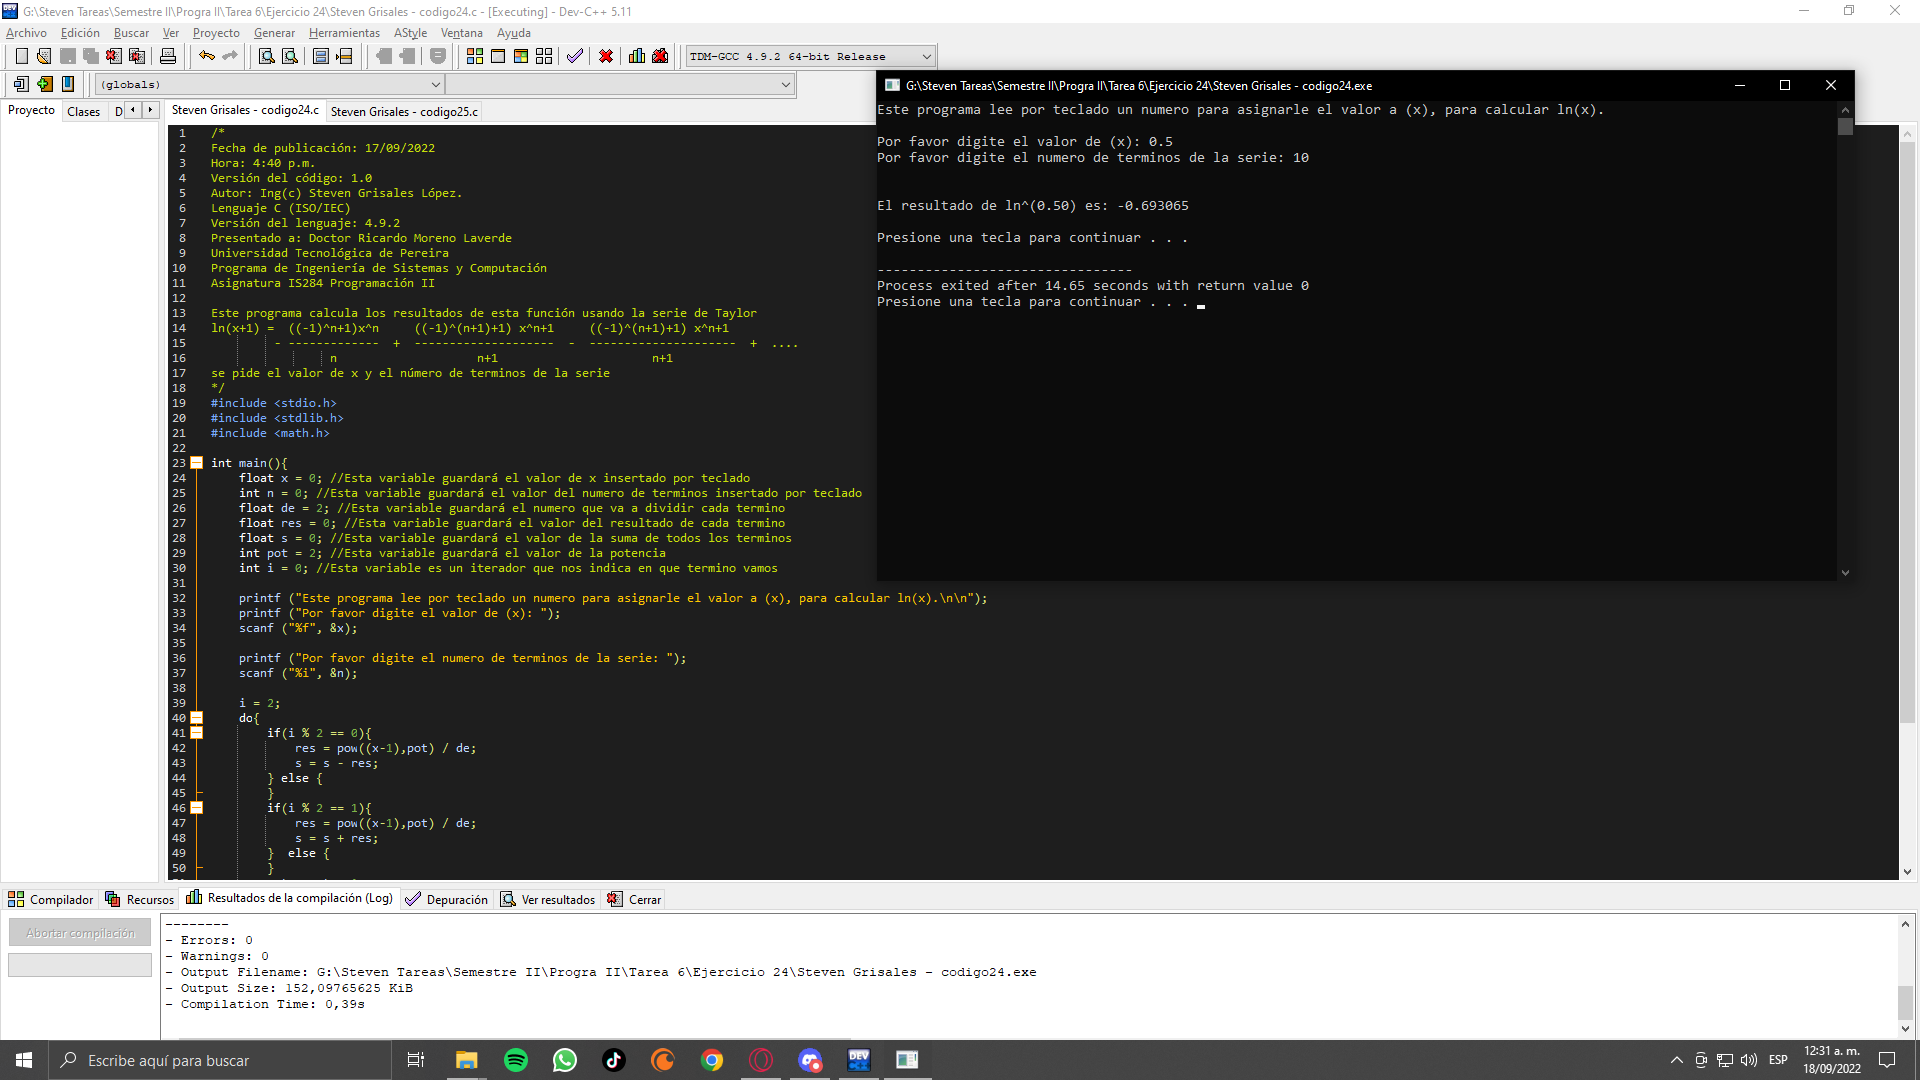 G:\Steven Tareas\Semestre II\Progra II\Tarea 6\Ejercicio 24\Steven Grisales - codigo24.c - [Executing] - Dev-C++ 5.11
Archivo Edición Buscar Ver Proyecto Generar Herramientas AStyle Ventana Ayuda
TDM-GCC 4.9.2 64-bit Release
(globals)
Proyecto Clases D
Steven Grisales - codigo24.c Steven Grisales - codigo25.c
1 /*
2 Fecha de publicación: 17/09/2022
3 Hora: 4:40 p.m.
4 Versión del código: 1.0
5 Autor: Ing(c) Steven Grisales López.
6 Lenguaje C (ISO/IEC)
7 Versión del lenguaje: 4.9.2
8 Presentado a: Doctor Ricardo Moreno Laverde
9 Universidad Tecnológica de Pereira
10 Programa de Ingeniería de Sistemas y Computación
11 Asignatura IS284 Programación II
12
13 Este programa calcula los resultados de esta función usando la serie de Taylor
14 ln(x+1) =  ((-1)^n+1)x^n     ((-1)^(n+1)+1) x^n+1     ((-1)^(n+1)+1) x^n+1
15 - -------------  +  --------------------  -  ---------------------  +  ....
16 n                    n+1                      n+1
17 se pide el valor de x y el número de terminos de la serie
18 */
19 #include <stdio.h>
20 #include <stdlib.h>
21 #include <math.h>
22
23 int main(){
24 float x = 0; //Esta variable guardará el valor de x insertado por teclado
25 int n = 0; //Esta variable guardará el valor del numero de terminos insertado por teclado
26 float de = 2; //Esta variable guardará el numero que va a dividir cada termino
27 float res = 0; //Esta variable guardará el valor del resultado de cada termino
28 float s = 0; //Esta variable guardará el valor de la suma de todos los terminos
29 int pot = 2; //Esta variable guardará el valor de la potencia
30 int i = 0; //Esta variable es un iterador que nos indica en que termino vamos
31
32 printf ("Este programa lee por teclado un numero para asignarle el valor a (x), para calcular ln(x).\n\n");
33 printf ("Por favor digite el valor de (x): ");
34 scanf ("%f", &x);
35
36 printf ("Por favor digite el numero de terminos de la serie: ");
37 scanf ("%i", &n);
38
39 i = 2;
40 do{
41 if(i % 2 == 0){
42 res = pow((x-1),pot) / de;
43 s = s - res;
44 } else {
45 }
46 if(i % 2 == 1){
47 res = pow((x-1),pot) / de;
48 s = s + res;
49 }  else {
50 }
G:\Steven Tareas\Semestre II\Progra II\Tarea 6\Ejercicio 24\Steven Grisales - codigo24.exe
Este programa lee por teclado un numero para asignarle el valor a (x), para calcular ln(x).
Por favor digite el valor de (x): 0.5
Por favor digite el numero de terminos de la serie: 10
El resultado de ln^(0.50) es: -0.693065
Presione una tecla para continuar . . .
--------------------------------
Process exited after 14.65 seconds with return value 0
Presione una tecla para continuar . . .
Compilador Recursos Resultados de la compilación (Log) Depuración Ver resultados Cerrar
Abortar compilación
--------
- Errors: 0
- Warnings: 0
- Output Filename: G:\Steven Tareas\Semestre II\Progra II\Tarea 6\Ejercicio 24\Steven Grisales - codigo24.exe
- Output Size: 152,09765625 KiB
- Compilation Time: 0,39s
Escribe aquí para buscar
DEV
ESP
12:31 a. m.
18/09/2022